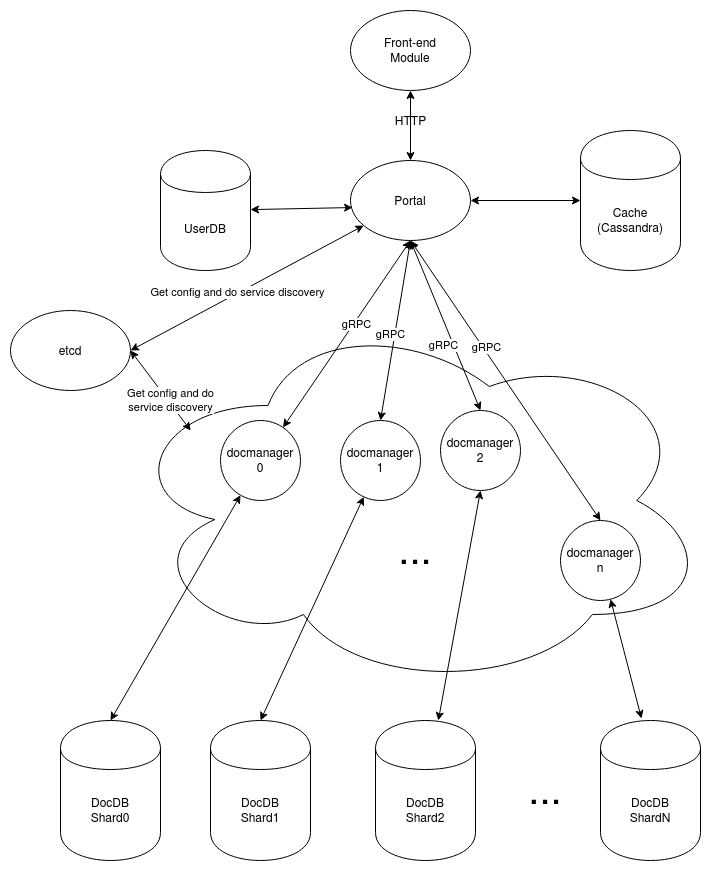 Front-end
Module
HTTP
UserDB
Portal
Cache
(Cassandra)
Get config and do service discovery
etcd
gRPC
gRPC
gRPC
gRPC
Get config and do
service discovery
docmanager
0
docmanager
1
docmanager
2
docmanager
n
...
DocDB
Shard0
DocDB
Shard1
DocDB
Shard2
...
DocDB
ShardN